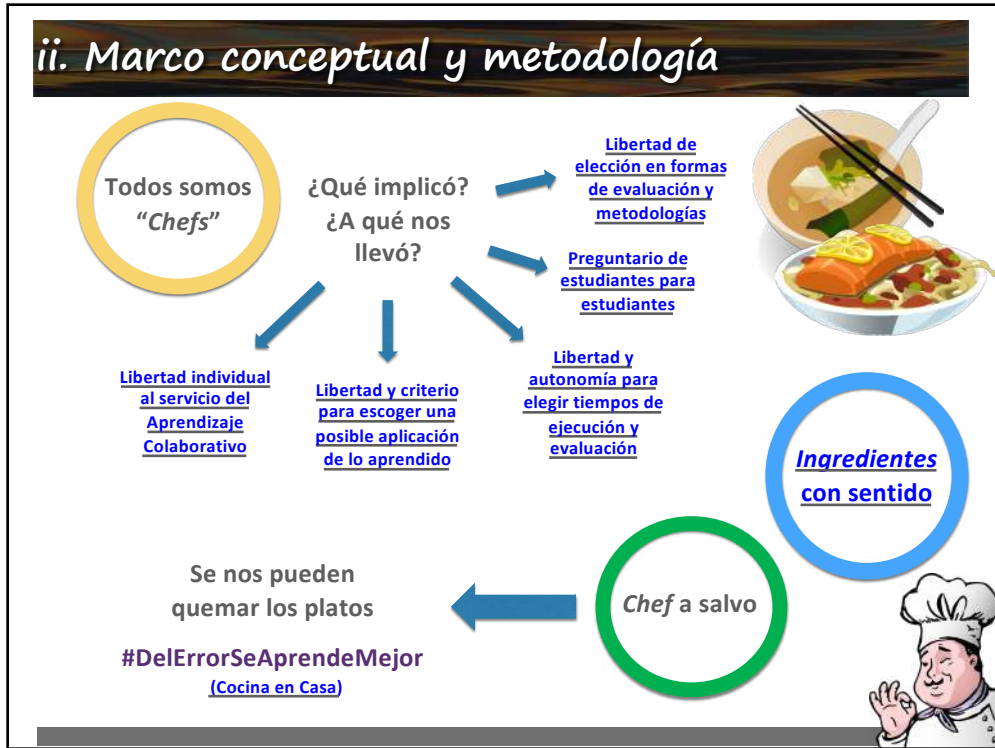 ii. Marco conceptual y metodología
Todos somos
“Chefs”
¿Qué implicó?
¿A qué nos
llevó?
Libertad de
elección en formas
de evaluación y
metodologías
Preguntario de
estudiantes para
estudiantes
Libertad individual
al servicio del
Aprendizaje
Colaborativo
Libertad y criterio
para escoger una
posible aplicación
de lo aprendido
Libertad y
autonomía para
elegir tiempos de
ejecución y
evaluación
Ingredientes
con sentido
Se nos pueden
quemar los platos
#DelErrorSeAprendeMejor
(Cocina en Casa)
Chef a salvo